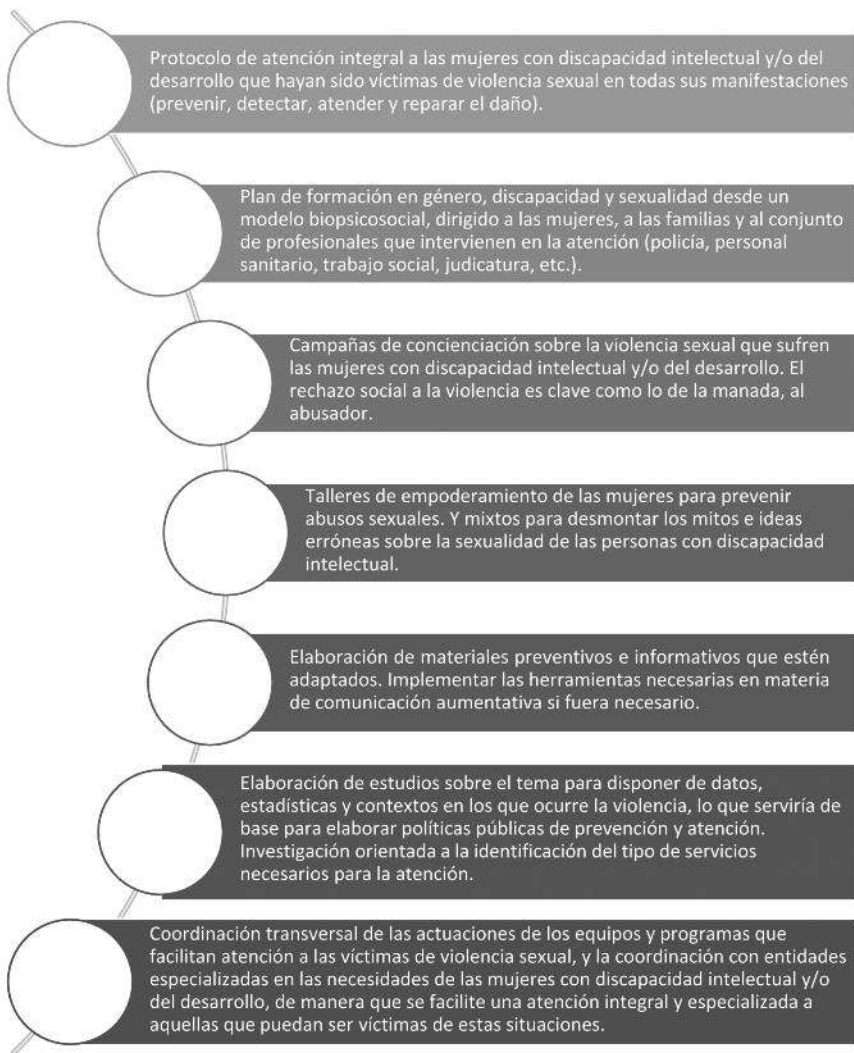 Protocolo de atención integral a las mujeres con discapacidad intelectual y/o del
desarrollo que hayan sido víctimas de violencia sexual en todas sus manifestaciones
(prevenir, detectar, atender y reparar el daño).
Plan de formación en género, discapacidad y sexualidad desde un
modelo biopsicosocial, dirigido a las mujeres, a las familias y al conjunto
de profesionales que intervienen en la atención (policía, personal
sanitario, trabajo social, judicatura, etc.).
Campañas de concienciación sobre la violencia sexual que sufren
las mujeres con discapacidad intelectual y/o del desarrollo. El
rechazo social a la violencia es clave como lo de la manada, al
abusador.
Talleres de empoderamiento de las mujeres para prevenir
abusos sexuales. Y mixtos para desmontar los mitos e ideas
erróneas sobre la sexualidad de las personas con discapacidad
intelectual.
Elaboración de materiales preventivos e informativos que estén
adaptados. Implementar las herramientas necesarias en materia
de comunicación aumentativa si fuera necesario.
Elaboración de estudios sobre el tema para disponer de datos,
estadísticas y contextos en los que ocurre la violencia, lo que serviría de
base para elaborar políticas públicas de prevención y atención.
Investigación orientada a la identificación del tipo de servicios
necesarios para la atención.
Coordinación transversal de las actuaciones de los equipos y programas que
facilitan atención a las víctimas de violencia sexual, y la coordinación con entidades
especializadas en las necesidades de las mujeres con discapacidad intelectual y/o
del desarrollo, de manera que se facilite una atención integral y especializada a
aquellas que puedan ser víctimas de estas situaciones.